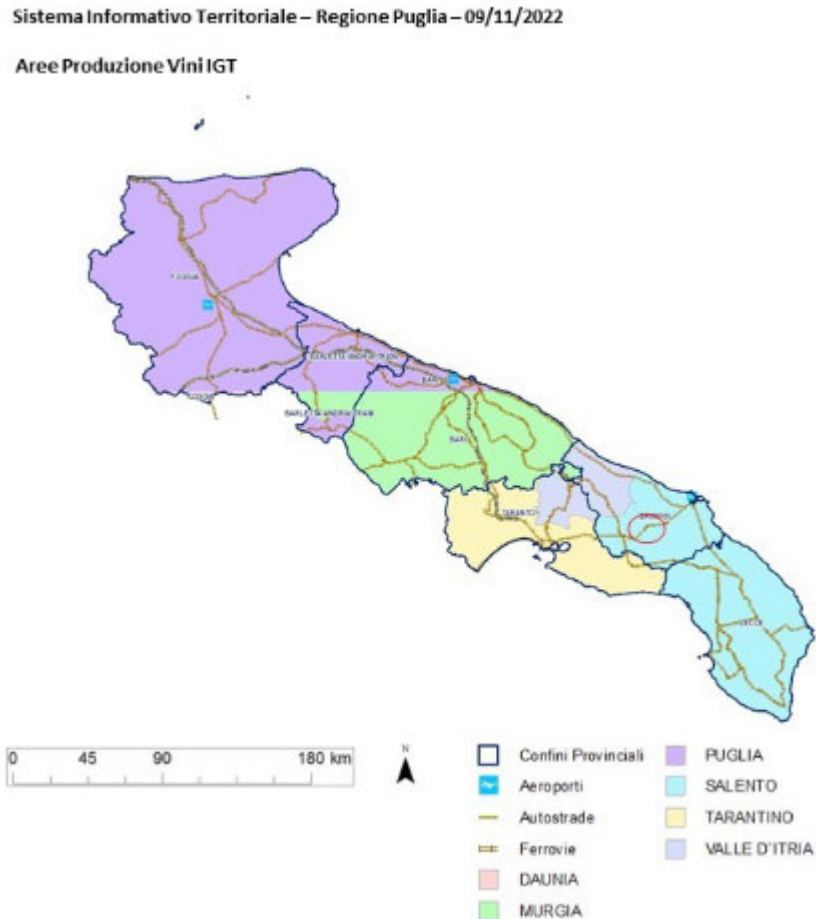 Sistema Informativo Territoriale – Regione Puglia – 09/11/2022
Aree Produzione Vini IGT
BARI
TARANTO
LECCE
0 45 90 180 km
N
Confini Provinciali
Aeroporti
Autostrade
Ferrovie
DAUNIA
MURGIA
PUGLIA
SALENTO
TARANTINO
VALLE D'ITRIA